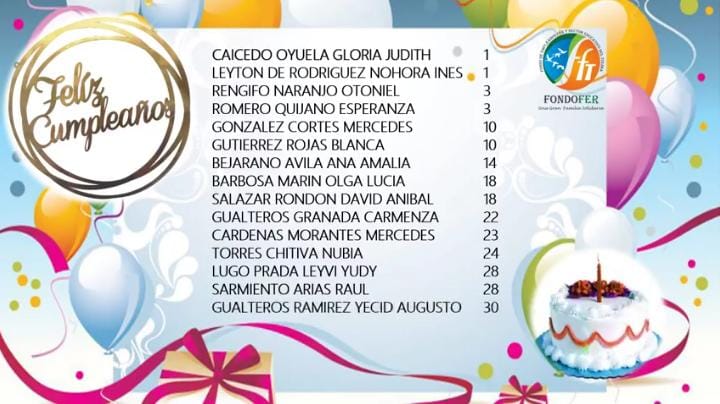 Felíz
Cumpleaños
CAICEDO OYUELA GLORIA JUDITH 1
LEYTON DE RODRIGUEZ NOHORA INES 1
RENGIFO NARANJO OTONIEL 3
ROMERO QUIJANO ESPERANZA 3
GONZALEZ CORTES MERCEDES 10
GUTIERREZ ROJAS BLANCA 10
BEJARANO AVILA ANA AMALIA 14
BARBOSA MARIN OLGA LUCIA 18
SALAZAR RONDON DAVID ANIBAL 18
GUALTEROS GRANADA CARMENZA 22
CARDENAS MORANTES MERCEDES 23
TORRES CHITIVA NUBIA 24
LUGO PRADA LEYVI YUDY 28
SARMIENTO ARIAS RAUL 28
GUALTEROS RAMIREZ YECID AUGUSTO 30
FONDOFER